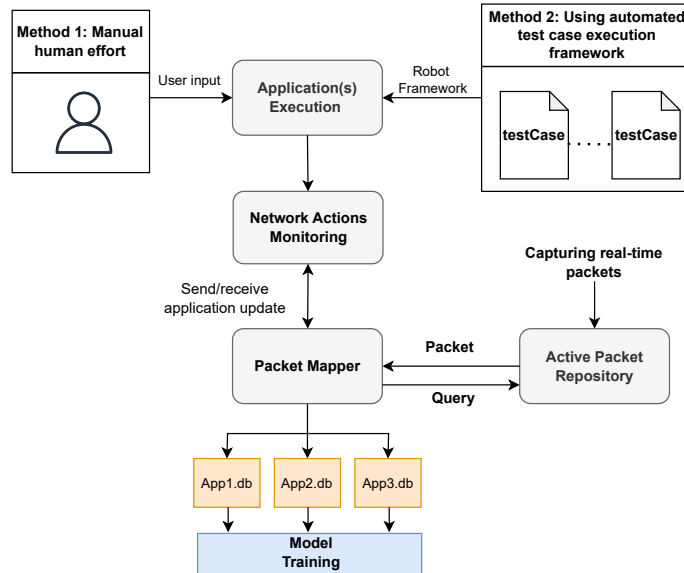 Method 1: Manual
human effort
Method 2: Using automated
test case execution
framework
User input
Application(s)
Execution
Robot
Framework
testCase
. . . . .
testCase
Network Actions
Monitoring
Capturing real-time
packets
Send/receive
application update
Packet Mapper
Packet
Query
Active Packet
Repository
App1.db
App2.db
App3.db
Model
Training